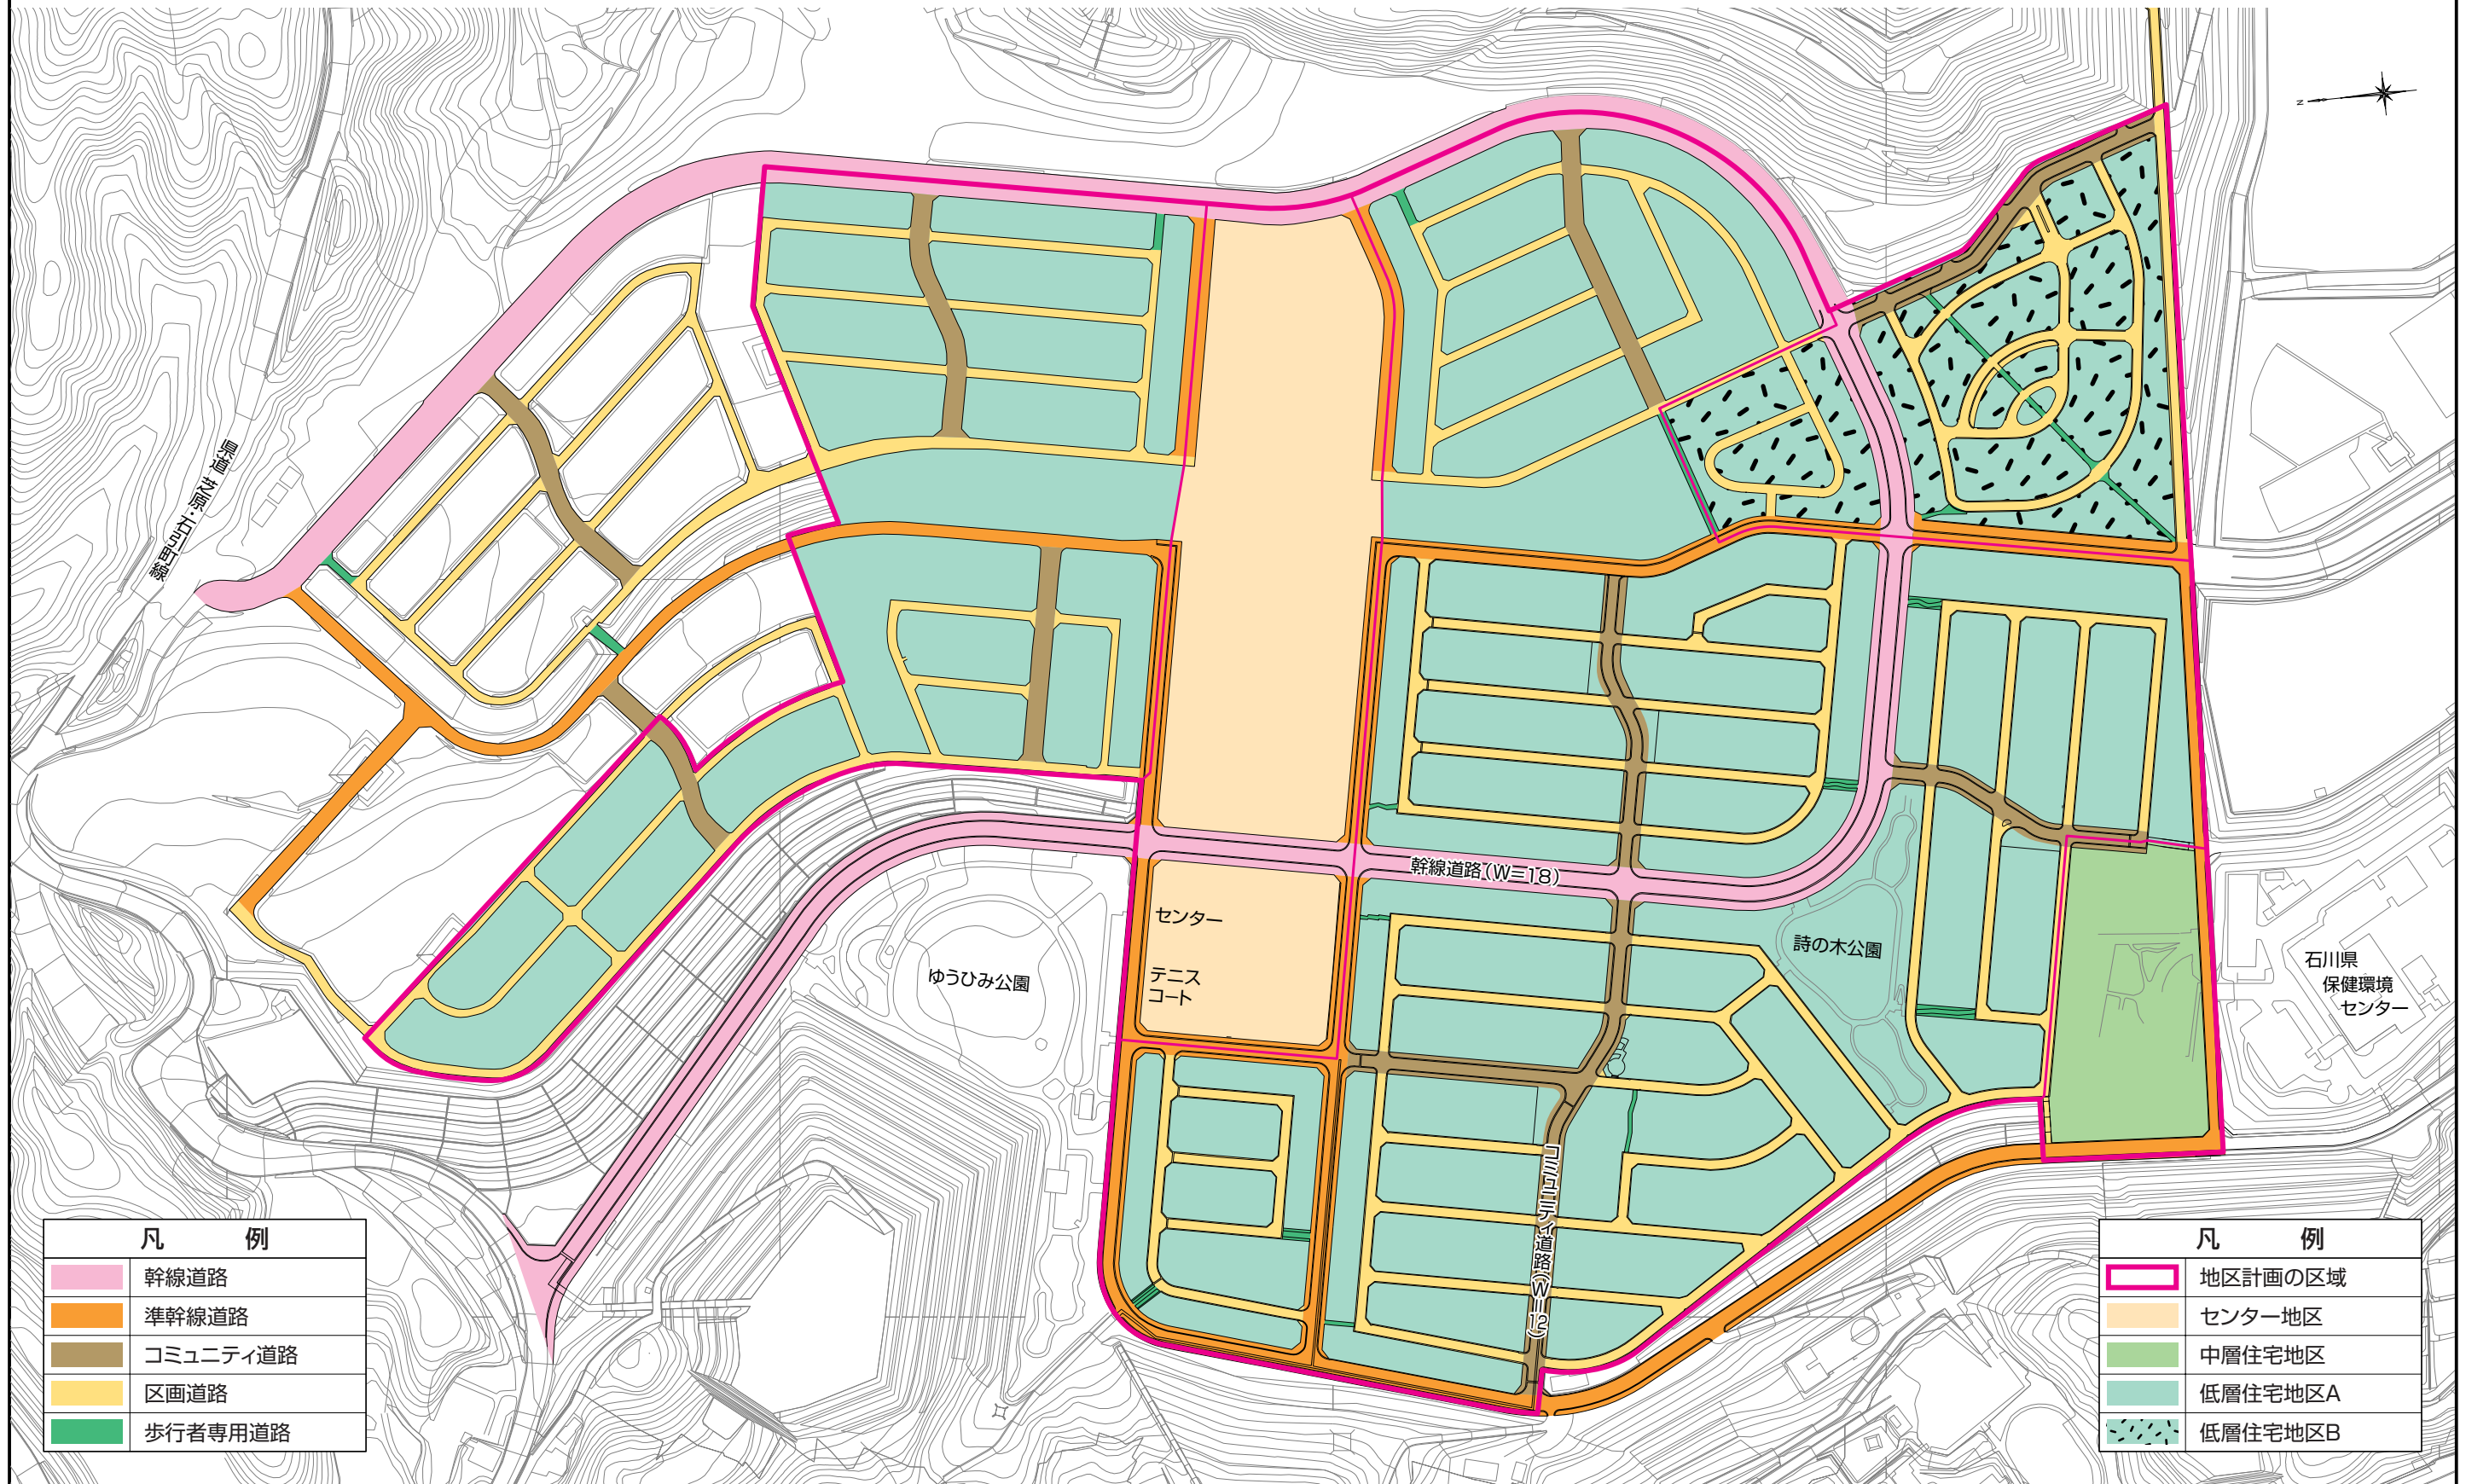 N
県道 芝原・石引町線
幹線道路(W=18)
センター
テニス
コート
ゆうひみ公園
詩の木公園
石川県
保健環境
センター
コミュニティ道路(W=12)
凡　例
幹線道路
準幹線道路
コミュニティ道路
区画道路
歩行者専用道路
凡　例
地区計画の区域
センター地区
中層住宅地区
低層住宅地区A
低層住宅地区B